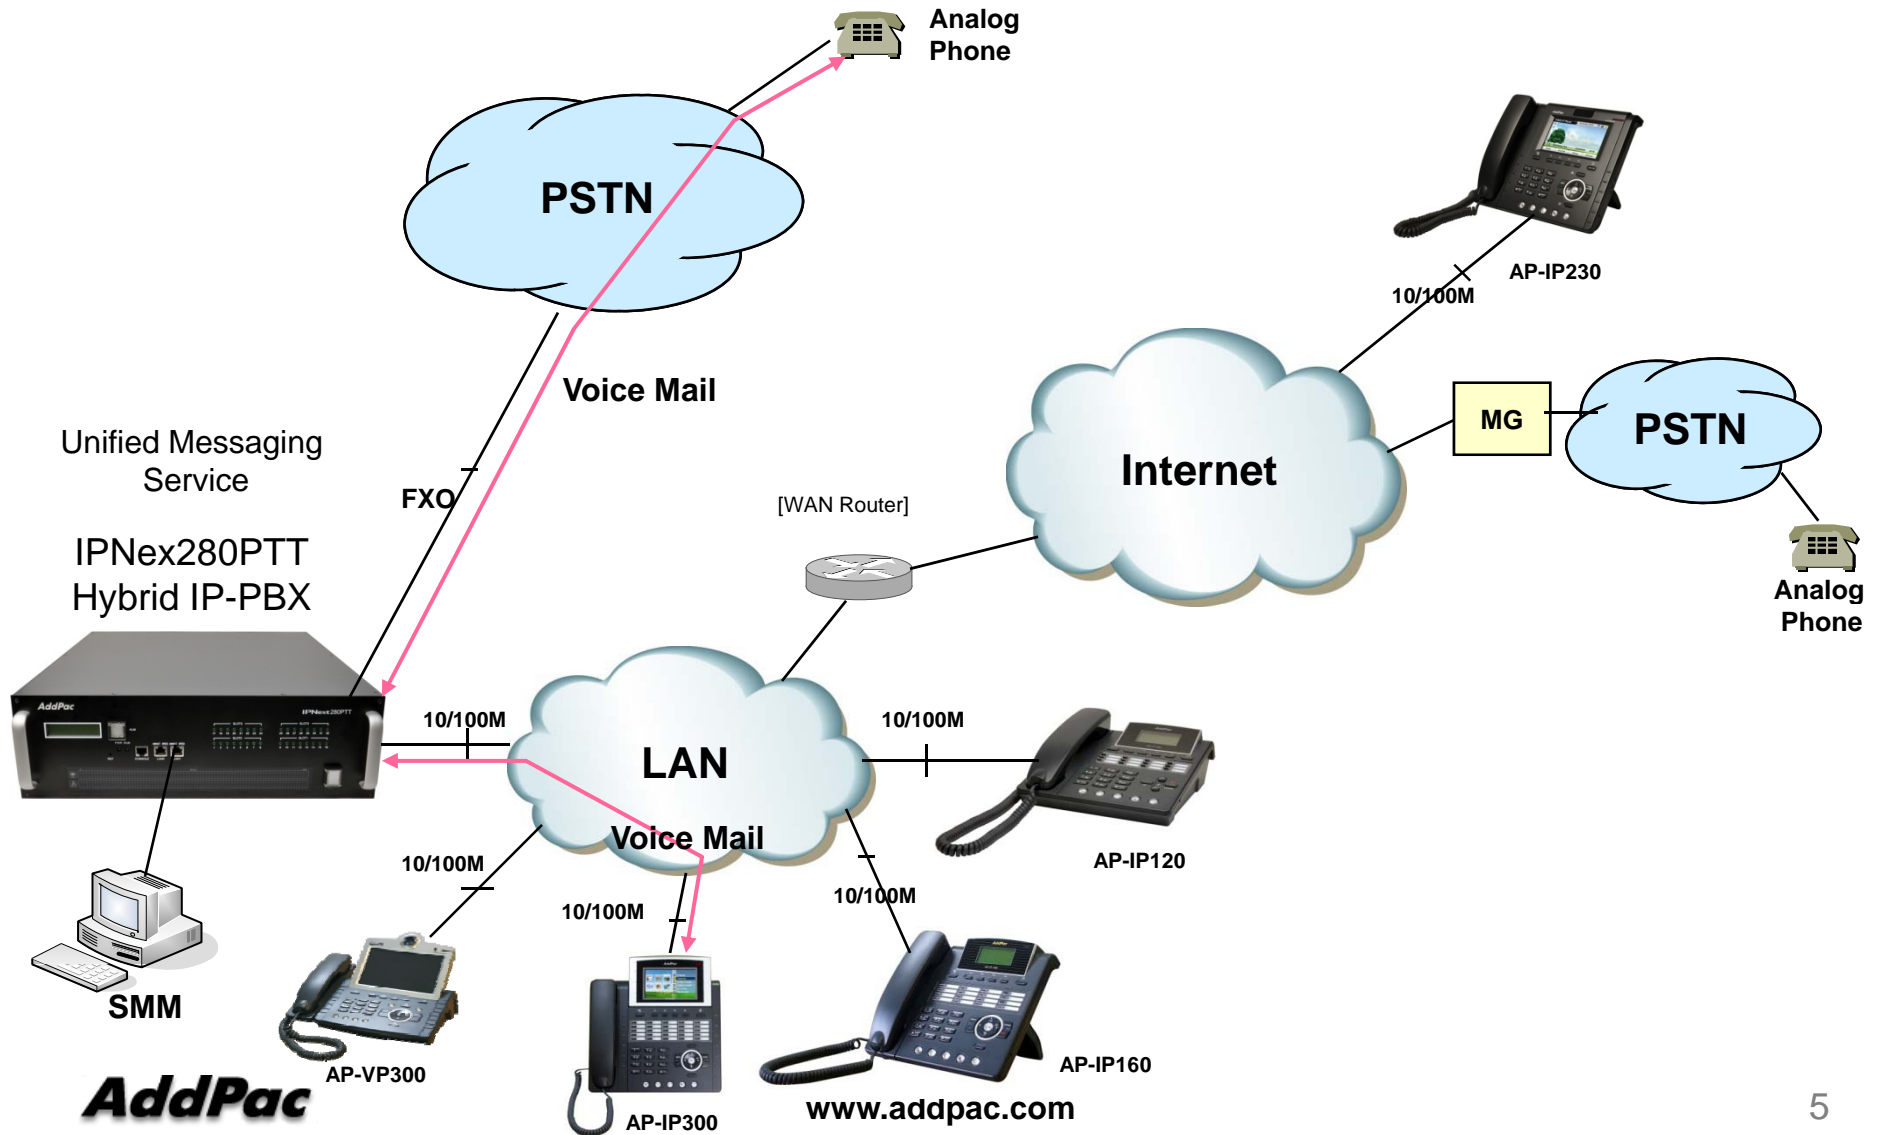 Analog
Phone
PSTN
AP-IP230
10/100M
Voice Mail
MG
PSTN
Unified Messaging
Service
Internet
FXO
[WAN Router]
IPNex280PTT
Hybrid IP-PBX
Analog
Phone
AddPac
IPNext280PTT
10/100M
10/100M
LAN
Voice Mail
10/100M
AP-IP120
10/100M
10/100M
SMM
AP-VP300
AP-IP160
AddPac
AP-IP300
www.addpac.com
5